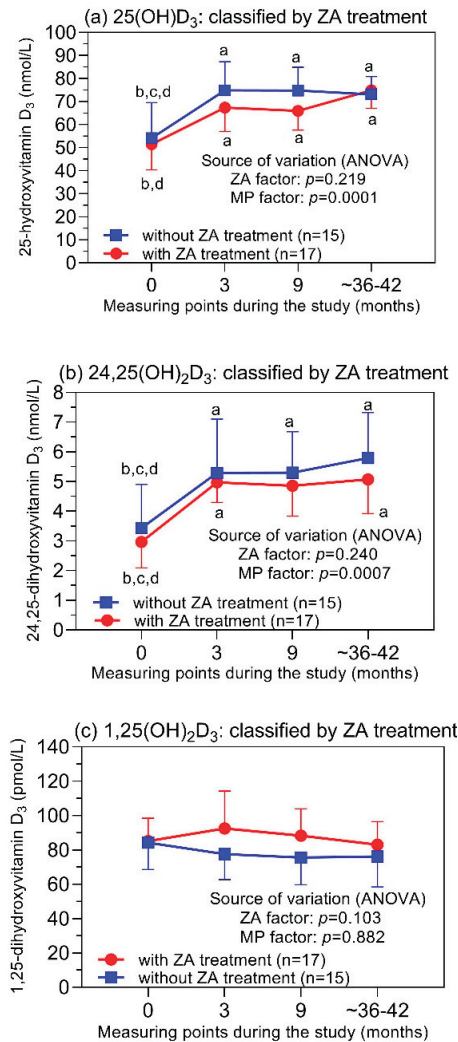 (a) 25(OH)D3: classified by ZA treatment
25-hydroxyvitamin D3 (nmol/L)
100
90
80
70
60
50
40
30
20
10
0
b,c,d
a
a
a
b,d
a
Source of variation (ANOVA)
ZA factor: p=0.219
MP factor: p=0.0001
without ZA treatment (n=15)
with ZA treatment (n=17)
0 3 9 ~36-42
Measuring points during the study (months)
(b) 24,25(OH)2D3: classified by ZA treatment
24,25-dihydroxyvitamin D3 (nmol/L)
8
7
6
5
4
3
2
1
0
b,c,d
a
a
a
b,c,d
a
a
Source of variation (ANOVA)
ZA factor: p=0.240
MP factor: p=0.0007
without ZA treatment (n=15)
with ZA treatment (n=17)
0 3 9 ~36-42
Measuring points during the study (months)
(c) 1,25(OH)2D3: classified by ZA treatment
1,25-dihydroxyvitamin D3 (pmol/L)
140
120
100
80
60
40
20
0
Source of variation (ANOVA)
ZA factor: p=0.103
MP factor: p=0.882
with ZA treatment (n=17)
without ZA treatment (n=15)
0 3 9 ~36-42
Measuring points during the study (months)